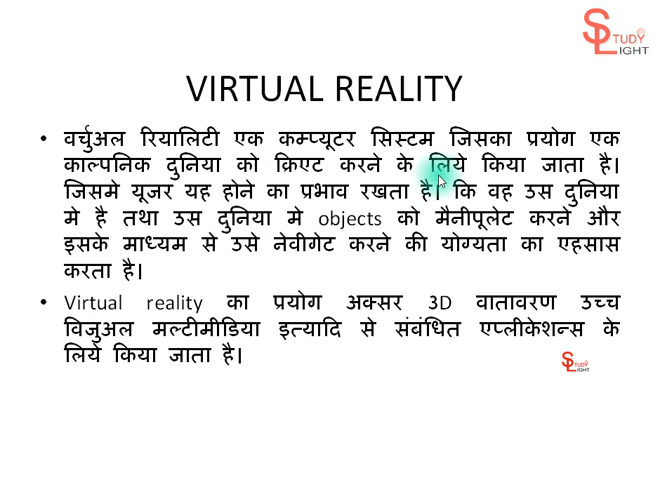 STUDY
LIGHT
VIRTUAL REALITY
• वर्चुअल रियालिटी एक कम्प्यूटर सिस्टम जिसका प्रयोग एक
काल्पनिक दुनिया को क्रिएट करने के लिये किया जाता है।
जिसमे यूजर यह होने का प्रभाव रखता है। कि वह उस दुनिया
मे है तथा उस दुनिया मे objects को मैनीपूलेट करने और
इसके माध्यम से उसे नेवीगेट करने की योग्यता का एहसास
करता है।
• Virtual reality का प्रयोग अक्सर 3D वातावरण उच्च
विजुअल मल्टीमीडिया इत्यादि से संबंधित एप्लीकेशन्स के
लिये किया जाता है।
STUDY
LIGHT